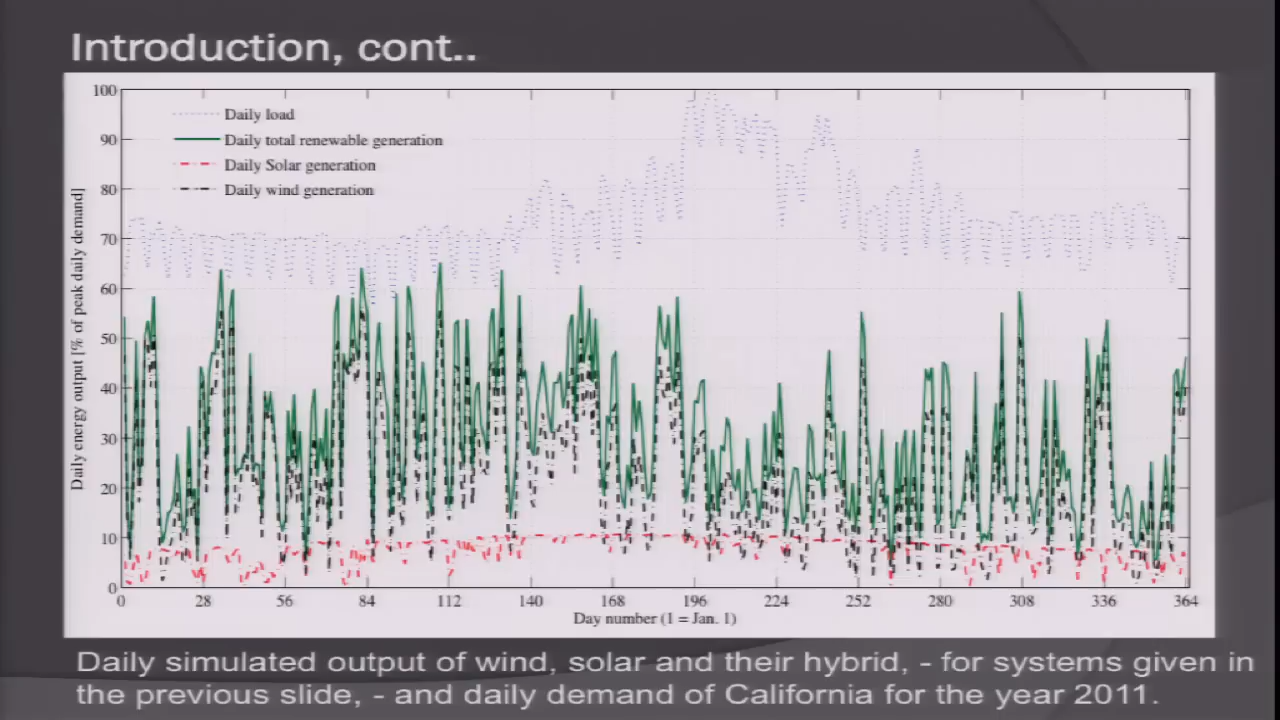 Introduction, cont..
100
90
80
70
60
50
40
30
20
10
0
Daily load
Daily total renewable generation
Daily Solar generation
Daily wind generation
Daily energy output [% of peak daily demand]
0 28 56 84 112 140 168 196 224 252 280 308 336 364
Day number (1 = Jan. 1)
Daily simulated output of wind, solar and their hybrid, - for systems given in
the previous slide, - and daily demand of California for the year 2011.